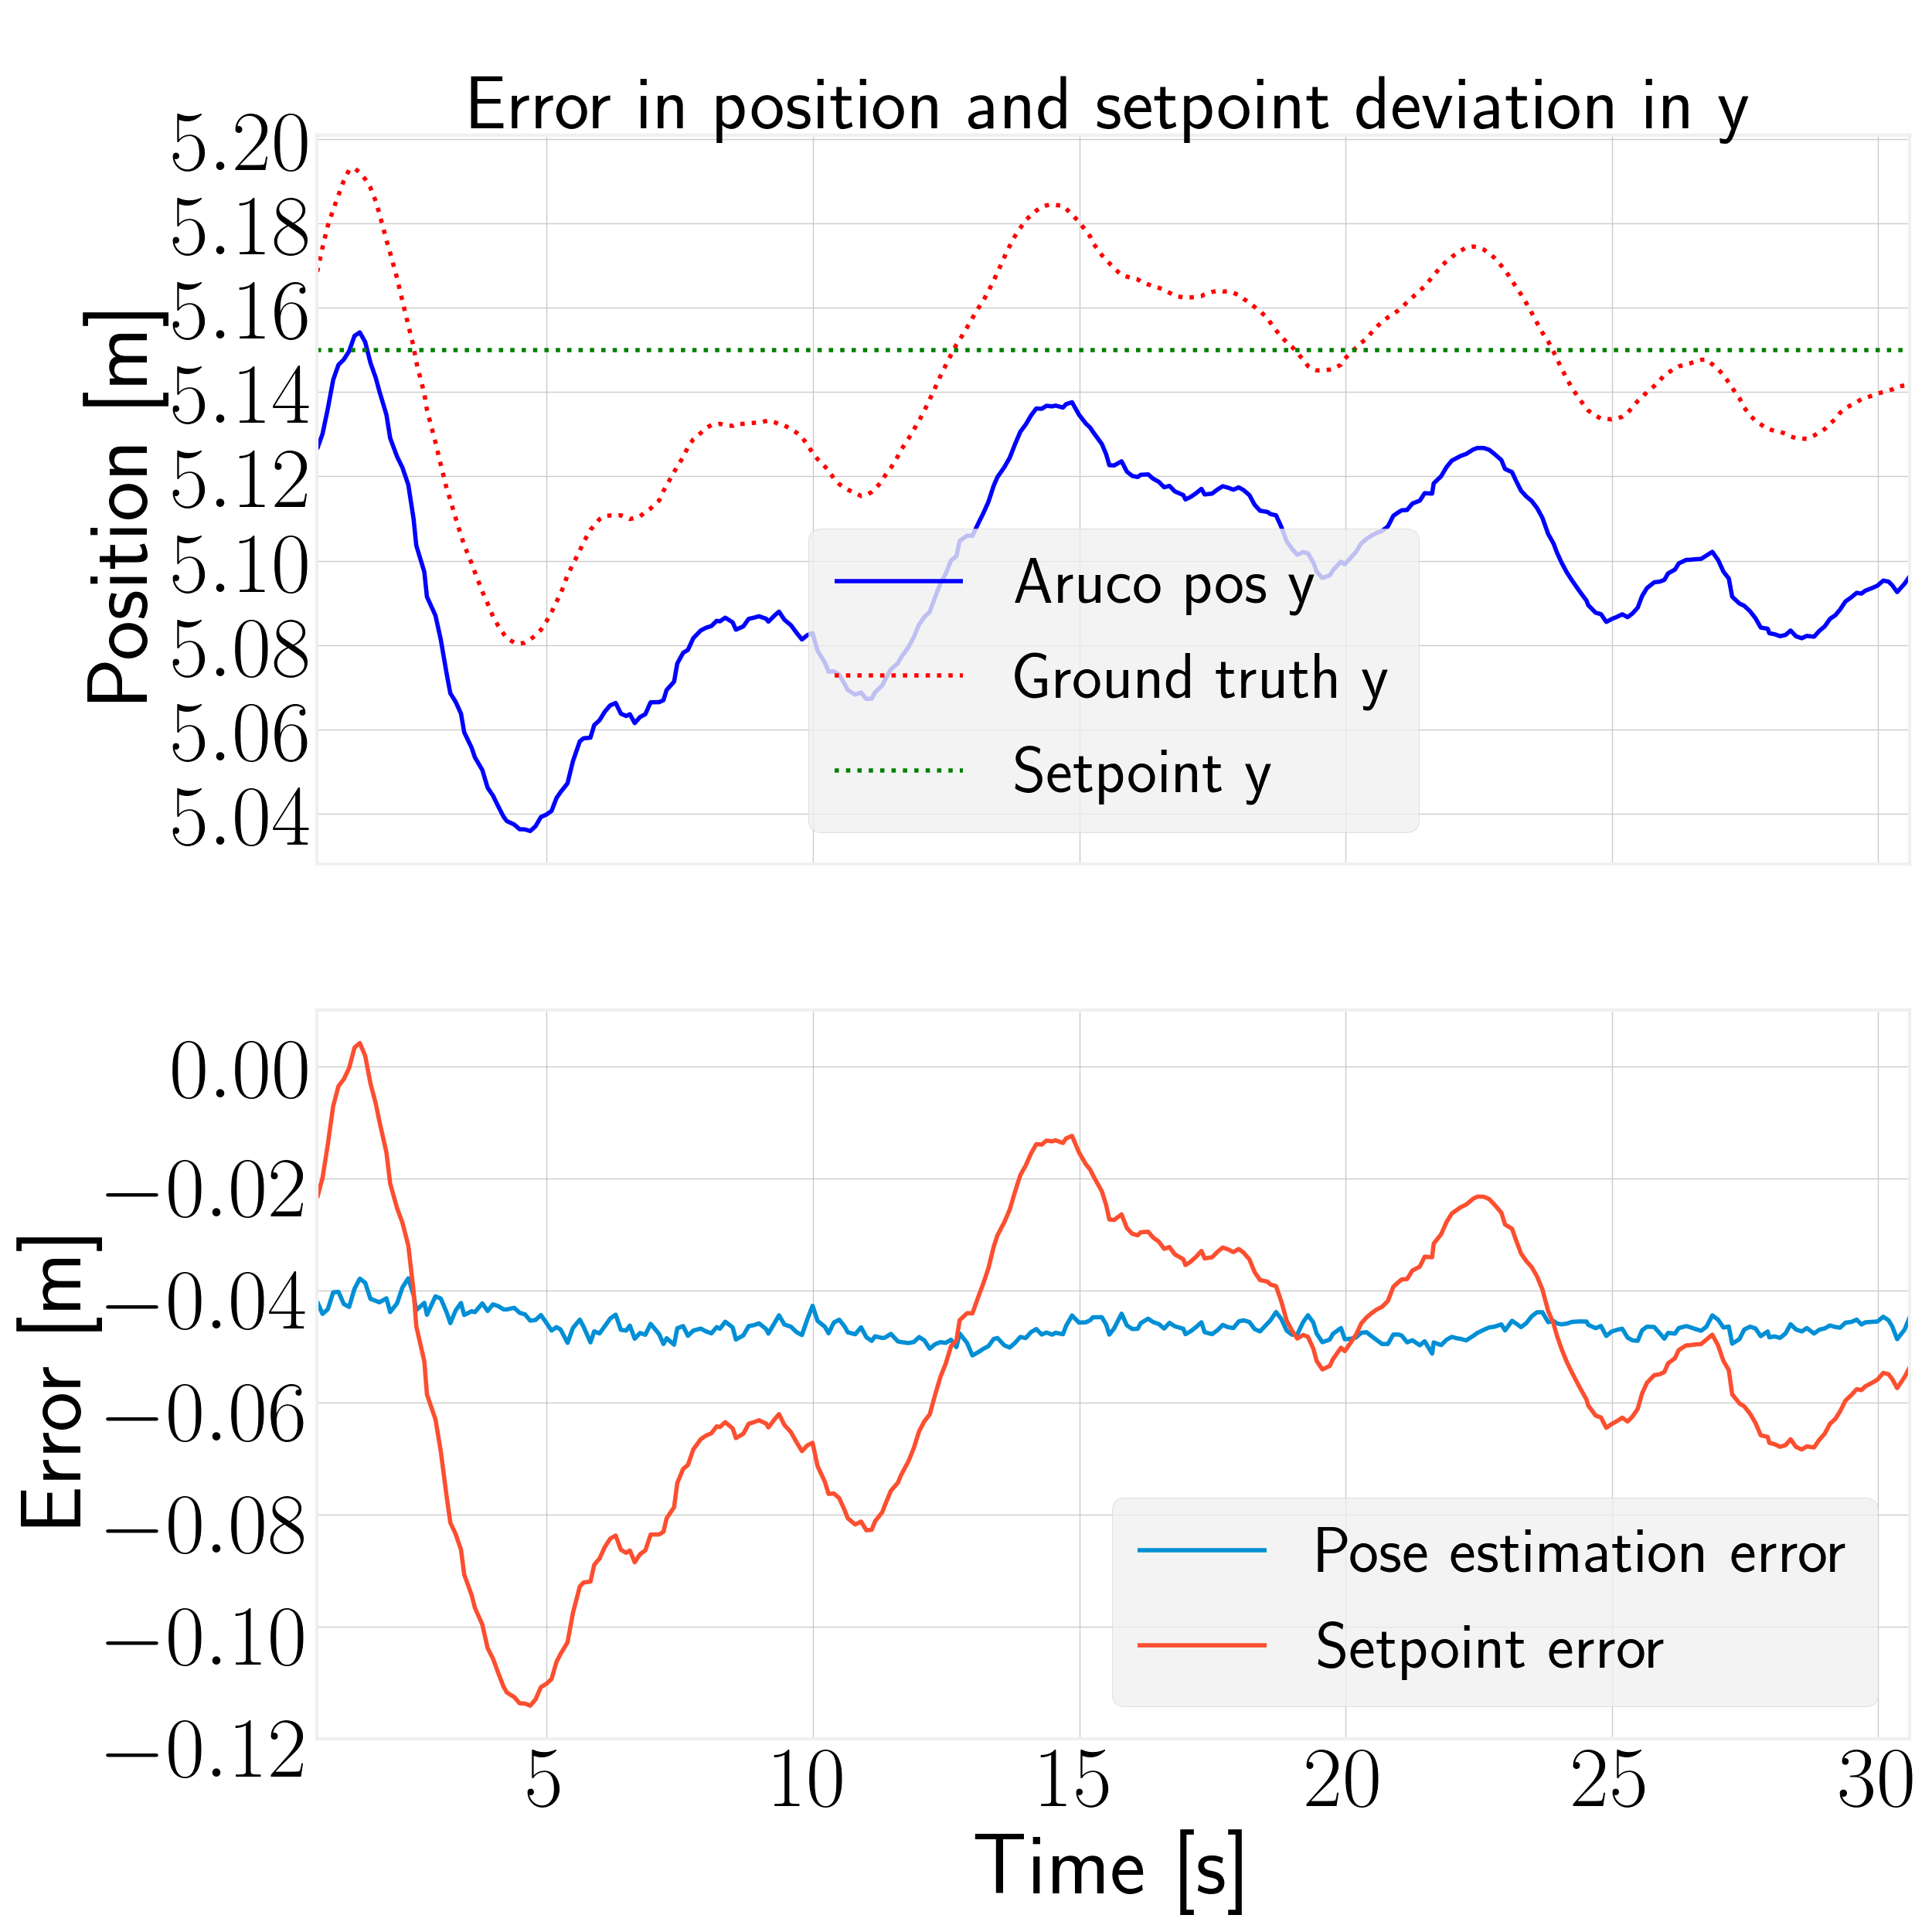 Error in position and setpoint deviation in y
Position [m]
5.20
5.18
5.16
5.14
5.12
5.10
5.08
5.06
5.04
Aruco pos y
Ground truth y
Setpoint y
Error [m]
0.00
−0.02
−0.04
−0.06
−0.08
−0.10
−0.12
Pose estimation error
Setpoint error
5 10 15 20 25 30
Time [s]